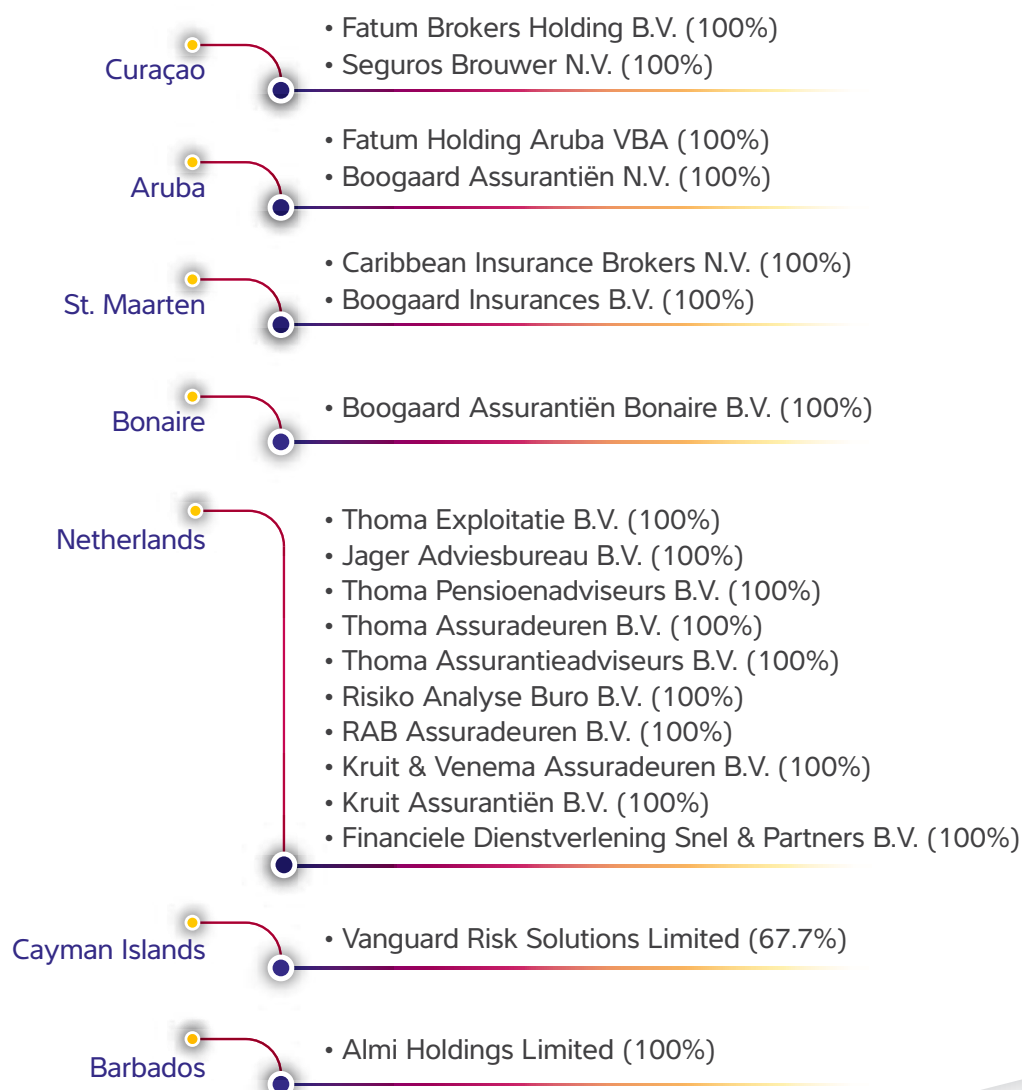 Curaçao
• Fatum Brokers Holding B.V. (100%)
• Seguros Brouwer N.V. (100%)
Aruba
• Fatum Holding Aruba VBA (100%)
• Boogaard Assurantiën N.V. (100%)
St. Maarten
• Caribbean Insurance Brokers N.V. (100%)
• Boogaard Insurances B.V. (100%)
Bonaire
• Boogaard Assurantiën Bonaire B.V. (100%)
Netherlands
• Thoma Exploitatie B.V. (100%)
• Jager Adviesbureau B.V. (100%)
• Thoma Pensioenadviseurs B.V. (100%)
• Thoma Assuradeuren B.V. (100%)
• Thoma Assurantieadviseurs B.V. (100%)
• Risiko Analyse Buro B.V. (100%)
• RAB Assuradeuren B.V. (100%)
• Kruit & Venema Assuradeuren B.V. (100%)
• Kruit Assurantiën B.V. (100%)
• Financiele Dienstverlening Snel & Partners B.V. (100%)
Cayman Islands
• Vanguard Risk Solutions Limited (67.7%)
Barbados
• Almi Holdings Limited (100%)